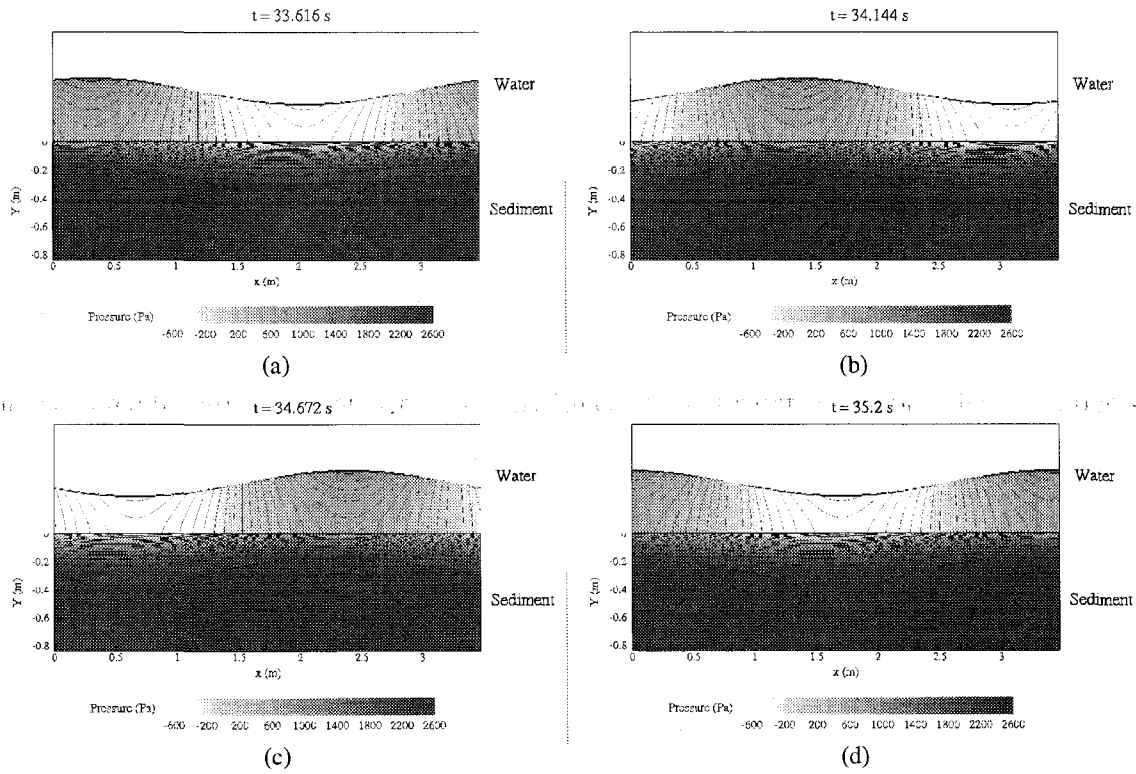 t = 33.616 s
Water
0
-0.2
-0.4
-0.6
-0.8
Y (m)
Sediment
0 0.5 1 1.5 2 2.5 3
x (m)
Pressure (Pa)
-600 -200 200 600 1000 1400 1800 2200 2600
(a)
t = 34.144 s
Water
0
-0.2
-0.4
-0.6
-0.8
Y (m)
Sediment
0 0.5 1 1.5 2 2.5 3
x (m)
Pressure (Pa)
-600 -200 200 600 1000 1400 1800 2200 2600
(b)
t = 34.672 s
Water
0
-0.2
-0.4
-0.6
-0.8
Y (m)
Sediment
0 0.5 1 1.5 2 2.5 3
x (m)
Pressure (Pa)
-600 -200 200 600 1000 1400 1800 2200 2600
(c)
t = 35.2 s
Water
0
-0.2
-0.4
-0.6
-0.8
Y (m)
Sediment
0 0.5 1 1.5 2 2.5 3
x (m)
Pressure (Pa)
-600 -200 200 600 1000 1400 1800 2200 2600
(d)